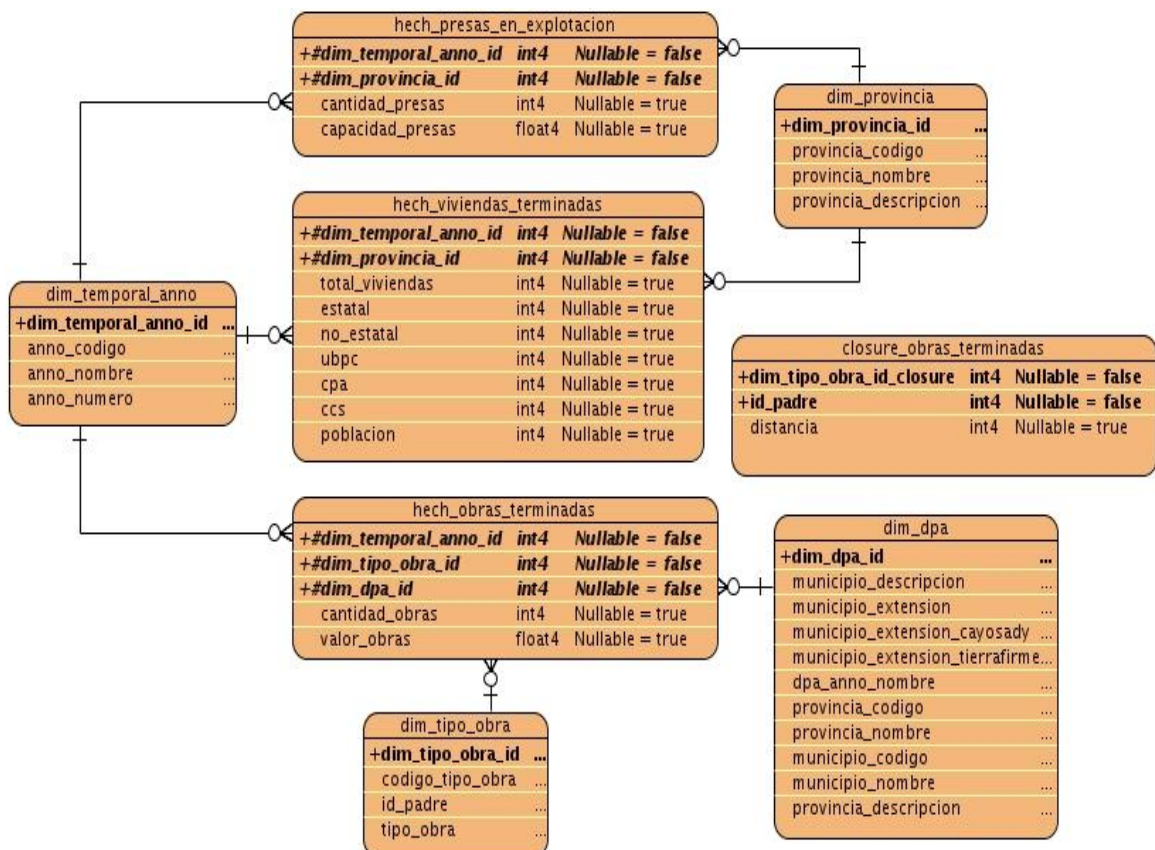 hech_presas_en_explotacion
+#dim_temporal_anno_id int4 Nullable = false
+#dim_provincia_id int4 Nullable = false
cantidad_presas int4 Nullable = true
capacidad_presas float4 Nullable = true
dim_provincia
+dim_provincia_id ...
provincia_codigo ...
provincia_nombre ...
provincia_descripcion ...
hech_viviendas_terminadas
+#dim_temporal_anno_id int4 Nullable = false
+#dim_provincia_id int4 Nullable = false
total_viviendas int4 Nullable = true
estatal int4 Nullable = true
no_estatal int4 Nullable = true
ubpc int4 Nullable = true
cpa int4 Nullable = true
ccs int4 Nullable = true
poblacion int4 Nullable = true
dim_temporal_anno
+dim_temporal_anno_id ...
anno_codigo ...
anno_nombre ...
anno_numero ...
closure_obras_terminadas
+dim_tipo_obra_id_closure int4 Nullable = false
+id_padre int4 Nullable = false
distancia int4 Nullable = true
hech_obras_terminadas
+#dim_temporal_anno_id int4 Nullable = false
+#dim_tipo_obra_id int4 Nullable = false
+#dim_dpa_id int4 Nullable = false
cantidad_obras int4 Nullable = true
valor_obras float4 Nullable = true
dim_dpa
+dim_dpa_id ...
municipio_descripcion ...
municipio_extension ...
municipio_extension_cayosady ...
municipio_extension_tierrafirme...
dpa_anno_nombre ...
provincia_codigo ...
provincia_nombre ...
municipio_codigo ...
municipio_nombre ...
provincia_descripcion ...
dim_tipo_obra
+dim_tipo_obra_id ...
codigo_tipo_obra ...
id_padre ...
tipo_obra ...